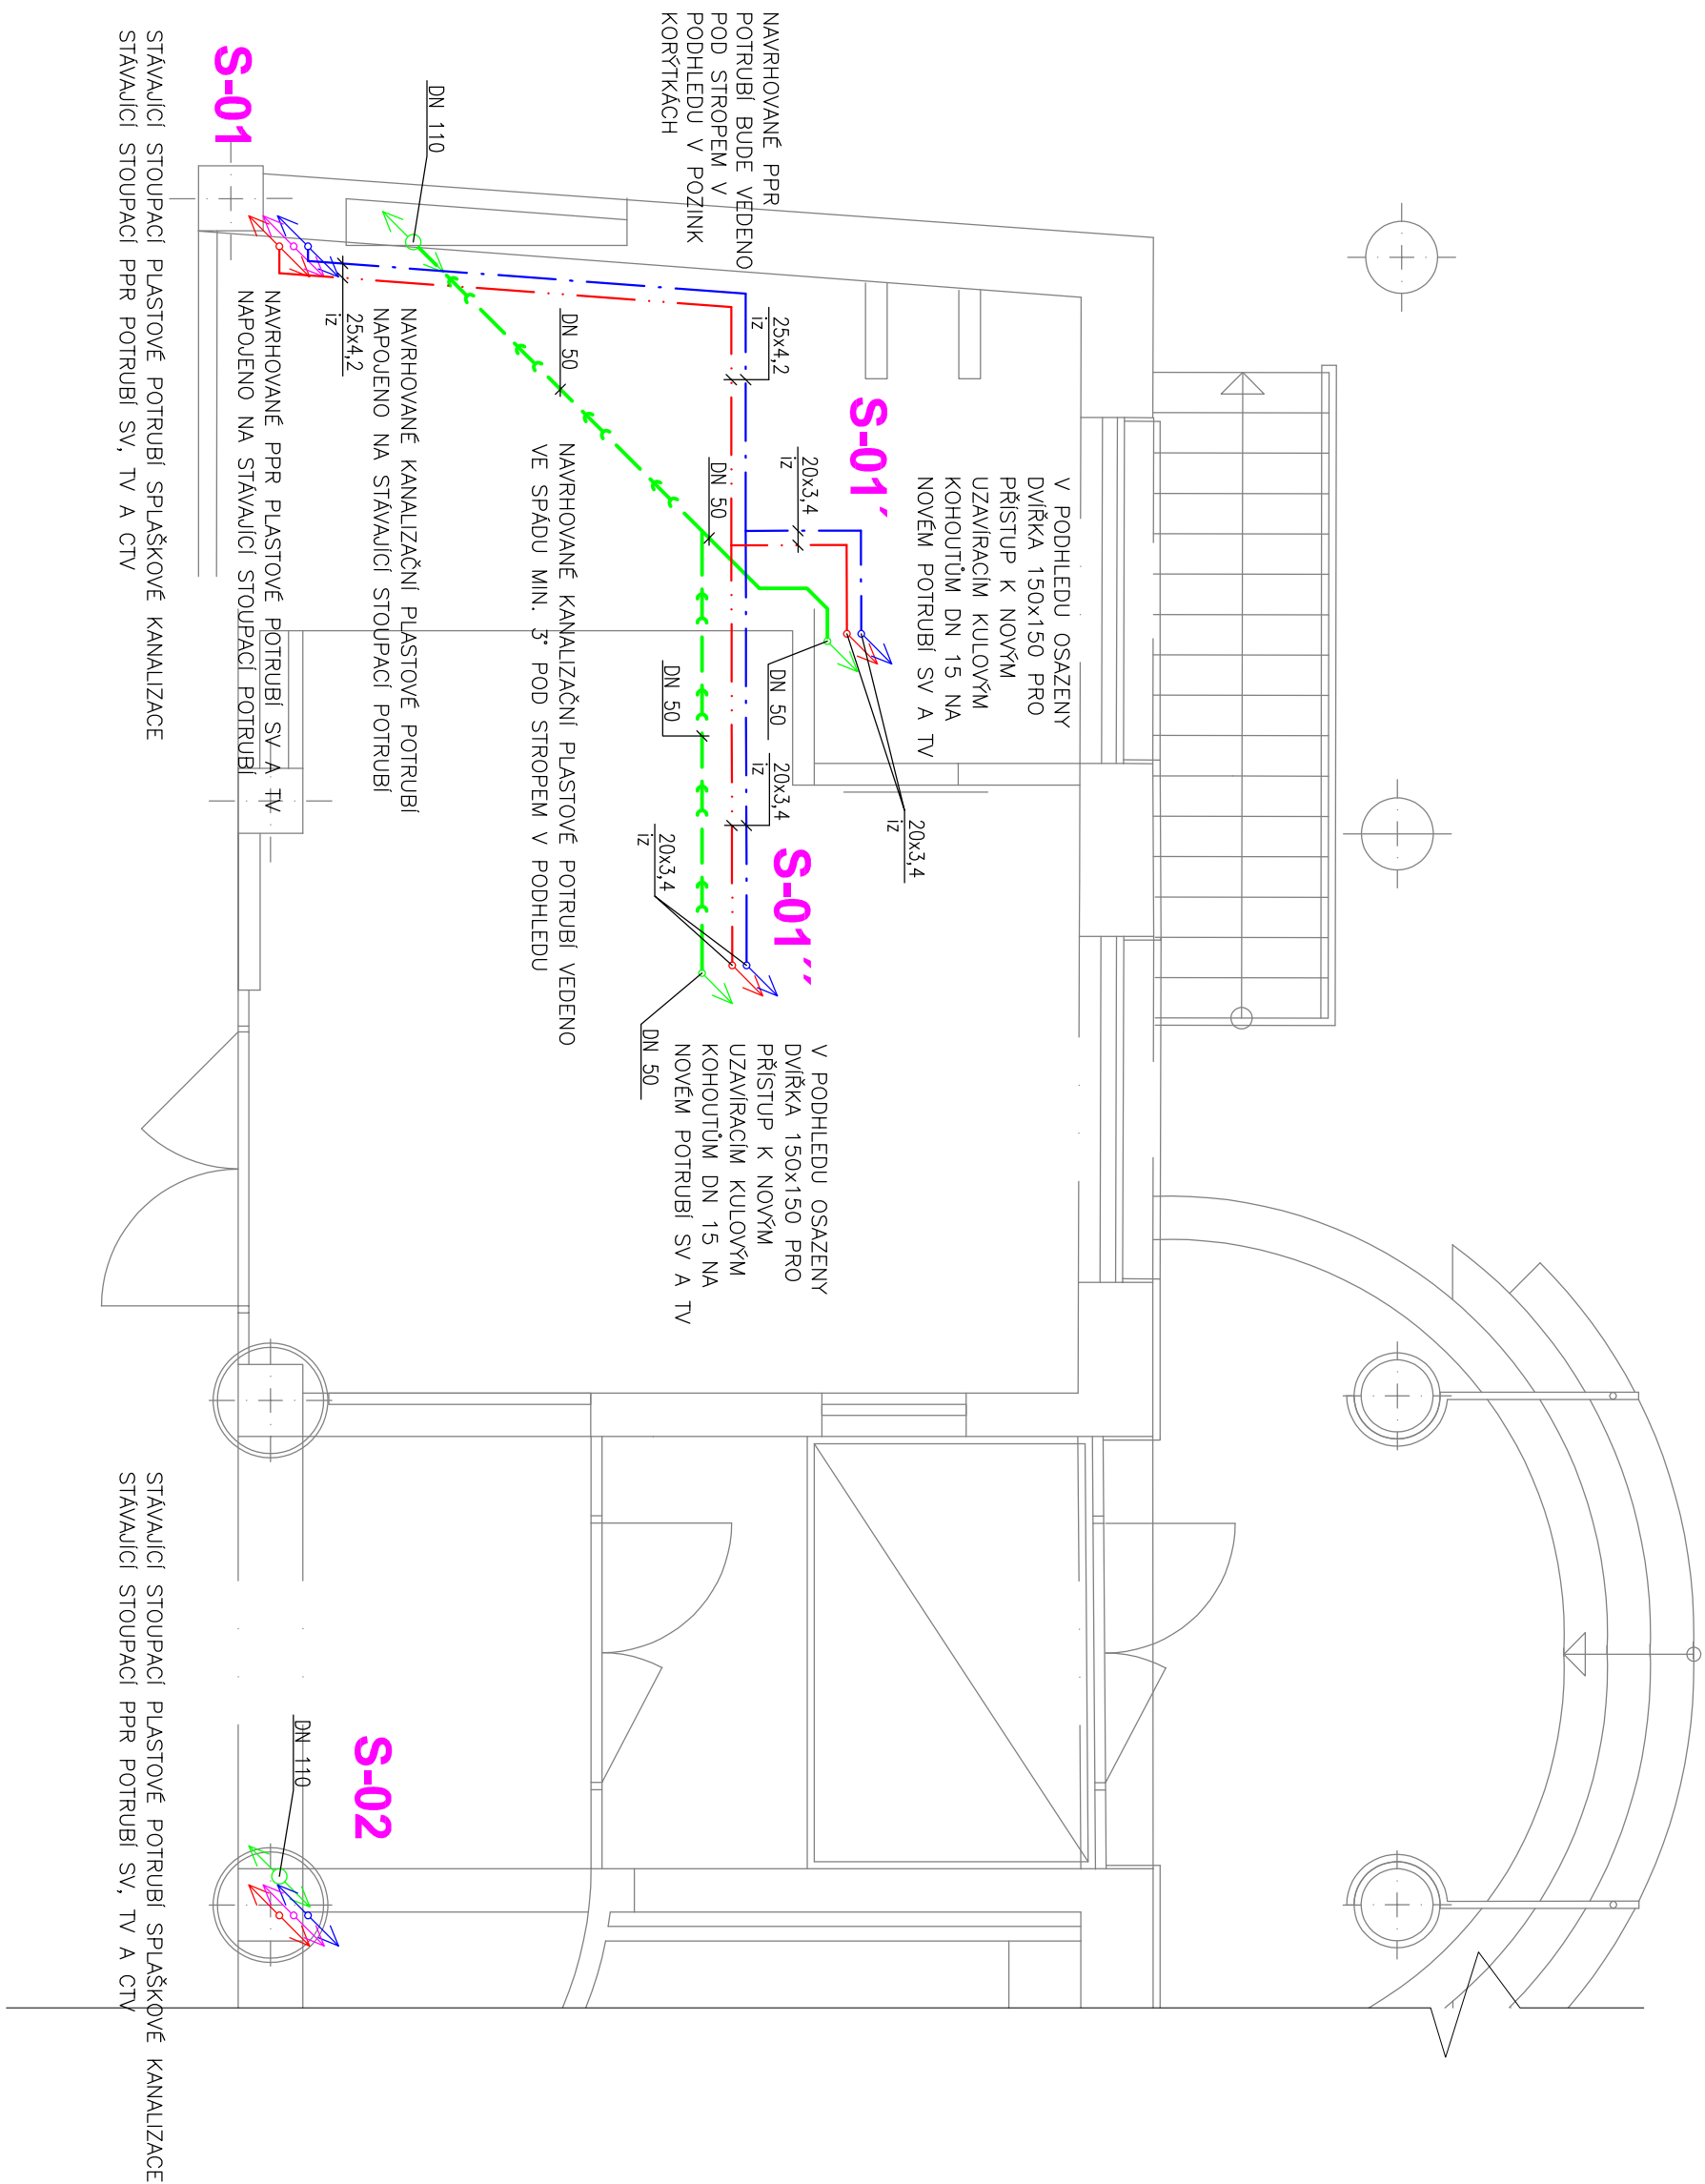 NAVRHOVANÉ PPR
POTRUBÍ BUDE VEDENO
POD STROPEM V
PODHLEDU V POZINK
KORÝTKÁCH
DN 110
S-01
STÁVAJÍCÍ STOUPACÍ PLASTOVÉ POTRUBÍ SPLAŠKOVÉ KANALIZACE
STÁVAJÍCÍ STOUPACÍ PPR POTRUBÍ SV, TV A CTV
25x4,2
iz
DN 50
25x4,2
iz
NAVRHOVANÉ KANALIZAČNÍ PLASTOVÉ POTRUBÍ
NAPOJENO NA STÁVAJÍCÍ STOUPACÍ POTRUBÍ
NAVRHOVANÉ PPR PLASTOVÉ POTRUBÍ SV A TV
NAPOJENO NA STÁVAJÍCÍ STOUPACÍ POTRUBÍ
S-01´
V PODHLEDU OSAZENY
DVÍŘKA 150x150 PRO
PŘÍSTUP K NOVÝM
UZAVÍRACÍM KULOVÝM
KOHOUTŮM DN 15 NA
NOVÉM POTRUBÍ SV A TV
20x3,4
iz
DN 50
NAVRHOVANÉ KANALIZAČNÍ PLASTOVÉ POTRUBÍ VEDENO
VE SPÁDU MIN. 3° POD STROPEM V PODHLEDU
DN 50
DN 50
20x3,4
iz
20x3,4
iz
20x3,4
iz
S-01´´
DN 50
V PODHLEDU OSAZENY
DVÍŘKA 150x150 PRO
PŘÍSTUP K NOVÝM
UZAVÍRACÍM KULOVÝM
KOHOUTŮM DN 15 NA
NOVÉM POTRUBÍ SV A TV
S-02
DN 110
STÁVAJÍCÍ STOUPACÍ PLASTOVÉ POTRUBÍ SPLAŠKOVÉ KANALIZACE
STÁVAJÍCÍ STOUPACÍ PPR POTRUBÍ SV, TV A CTV